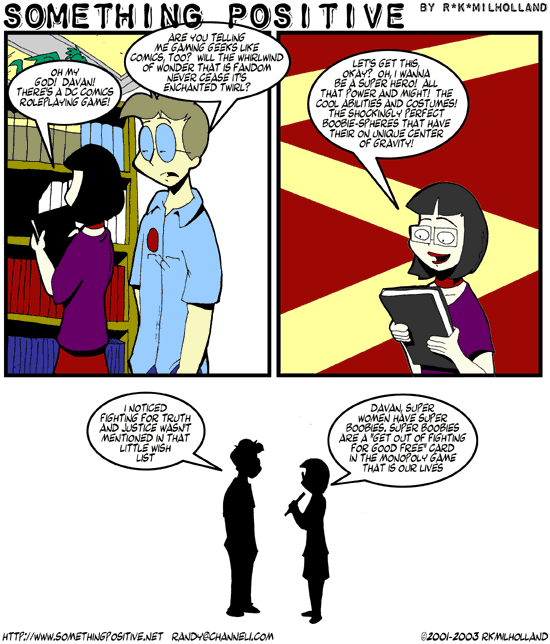 SOMETHING POSITIVE BY R*K*MILHOLLAND
OH MY
GOD! DAVAN!
THERE'S A DC COMICS
ROLEPLAYING GAME!
ARE YOU TELLING
ME GAMING GEEKS LIKE
COMICS, TOO? WILL THE WHIRLWIND
OF WONDER THAT IS FANDOM
NEVER CEASE IT'S
ENCHANTED TWIRL?
LET'S GET THIS,
OKAY? OH, I WANNA
BE A SUPER HERO! ALL
THAT POWER AND MIGHT! THE
COOL ABILITIES AND COSTUMES!
THE SHOCKINGLY PERFECT
BOOBIE-SPHERES THAT HAVE
THEIR ON UNIQUE CENTER
OF GRAVITY!
I NOTICED
FIGHTING FOR TRUTH
AND JUSTICE WASN'T
MENTIONED IN THAT
LITTLE WISH
LIST
DAVAN, SUPER
WOMEN HAVE SUPER
BOOBIES, SUPER BOOBIES
ARE A "GET OUT OF FIGHTING
FOR GOOD FREE" CARD
IN THE MONOPOLY GAME
THAT IS OUR LIVES
HTTP://WWW.SOMETHINGPOSITIVE.NET RANDY@CHANNEL1.COM ©2001-2003 RKMILHOLLAND